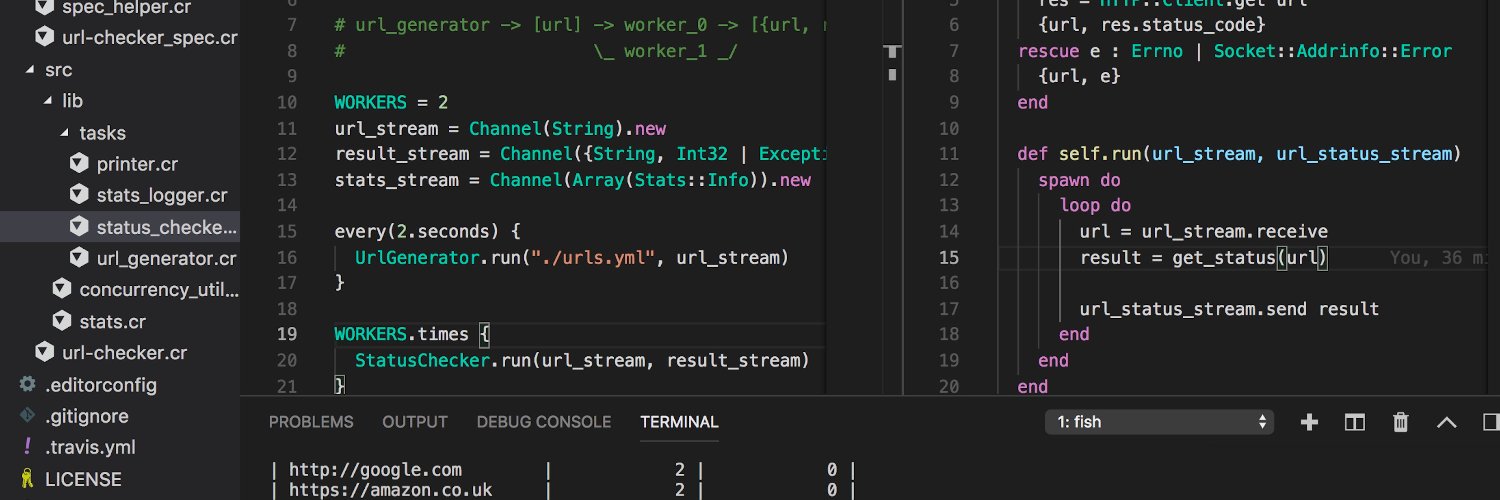 spec_helper.cr
url-checker_spec.cr
src
lib
tasks
printer.cr
stats_logger.cr
status_checke...
url_generator.cr
concurrency_util...
stats.cr
url-checker.cr
.editorconfig
.gitignore
.travis.yml
LICENSE
7 # url_generator -> [url] -> worker_0 -> [{url, r
8 # \_ worker_1 _/
9
10 WORKERS = 2
11 url_stream = Channel(String).new
12 result_stream = Channel({String, Int32 | Excepti
13 stats_stream = Channel(Array(Stats::Info)).new
14
15 every(2.seconds) {
16 UrlGenerator.run("./urls.yml", url_stream)
17 }
18
19 WORKERS.times {
20 StatusChecker.run(url_stream, result_stream)
21 }
res = HTTP::Client.get url
6 {url, res.status_code}
7 rescue e : Errno | Socket::Addrinfo::Error
8 {url, e}
9 end
10
11 def self.run(url_stream, url_status_stream)
12 spawn do
13 loop do
14 url = url_stream.receive
15 result = get_status(url) You, 36 mi
16
17 url_status_stream.send result
18 end
19 end
20 end
PROBLEMS OUTPUT DEBUG CONSOLE TERMINAL 1: fish
| http://google.com | 2 | 0 |
| https://amazon.co.uk | 2 | 0 |